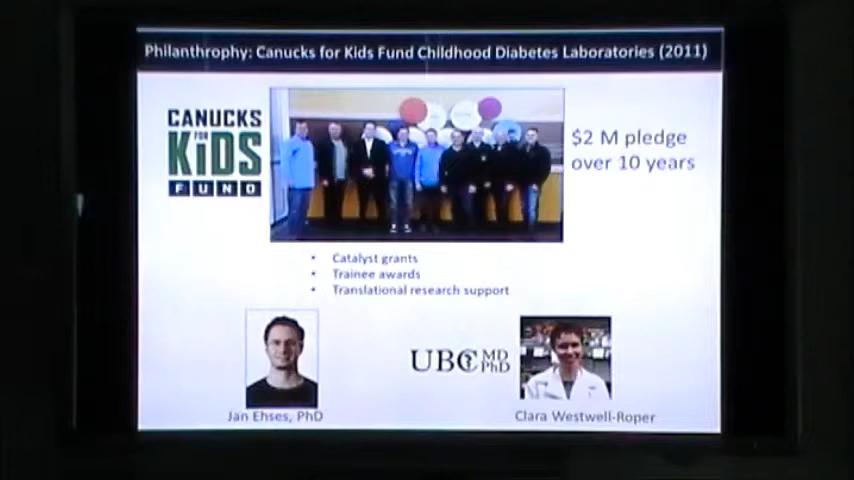 Philanthrophy: Canucks for Kids Fund Childhood Diabetes Laboratories (2011)
CANUCKS
FOR
KiDS
FUND
$2 M pledge
over 10 years
• Catalyst grants
• Trainee awards
• Translational research support
UBC MD
PhD
Jan Ehses, PhD
Clara Westwell-Roper